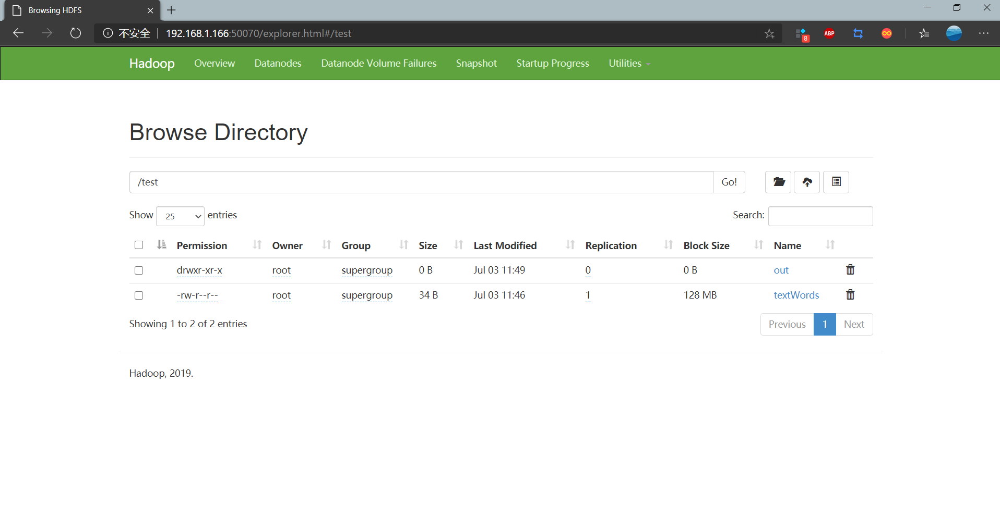 Browsing HDFS
不安全 192.168.1.166:50070/explorer.html#/test
8
ABP
Hadoop Overview Datanodes Datanode Volume Failures Snapshot Startup Progress Utilities
Browse Directory
/test Go!
Show 25 entries Search:
Permission Owner Group Size Last Modified Replication Block Size Name
drwxr-xr-x root supergroup 0 B Jul 03 11:49 0 0 B out
-rw-r--r-- root supergroup 34 B Jul 03 11:46 1 128 MB textWords
Showing 1 to 2 of 2 entries Previous 1 Next
Hadoop, 2019.